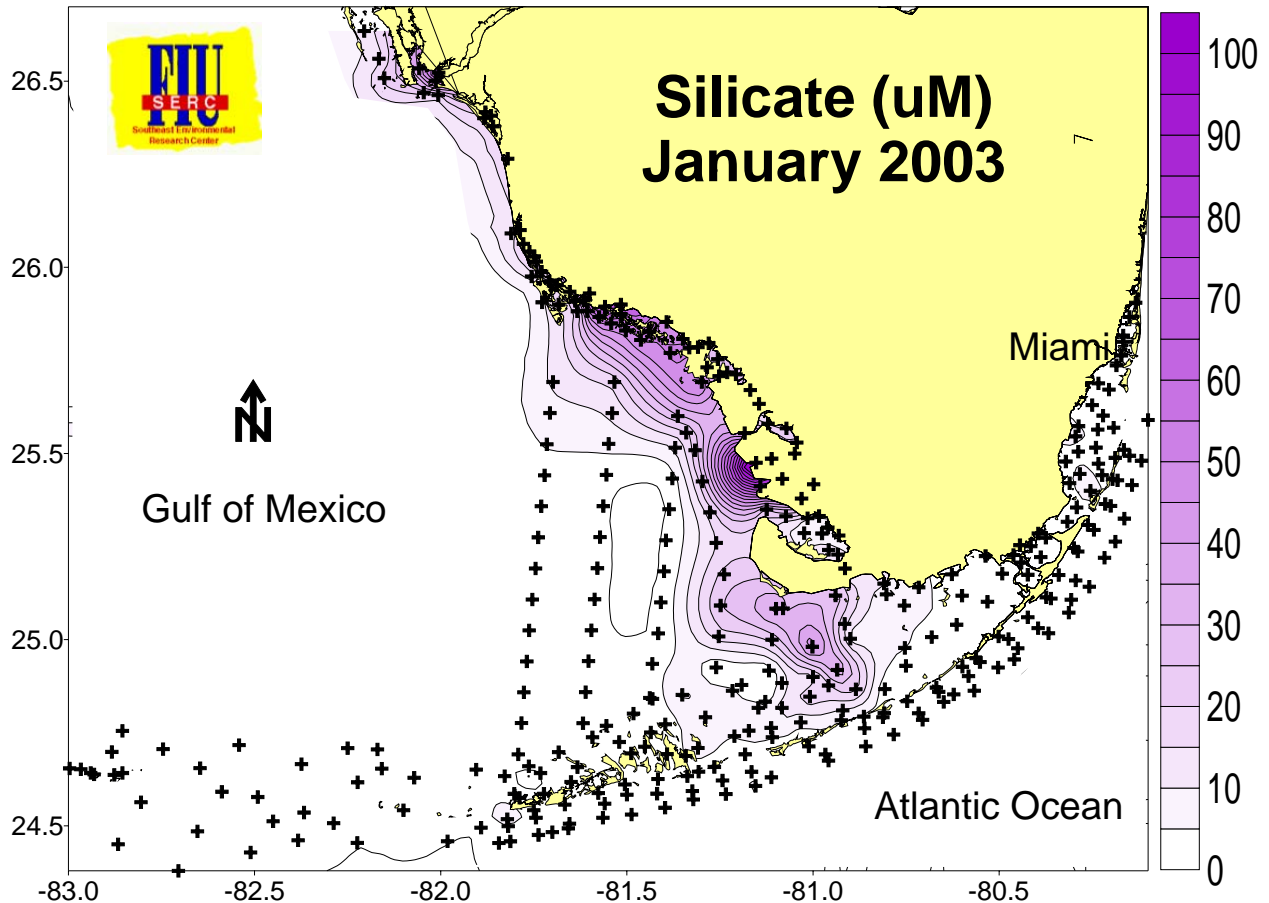 FIU
SERC
Southeast Environmental
Research Center
Silicate (uM)
January 2003
Miami
N
Gulf of Mexico
Atlantic Ocean
26.5
26.0
25.5
25.0
24.5
-83.0
-82.5
-82.0
-81.5
-81.0
-80.5
100
90
80
70
60
50
40
30
20
10
0